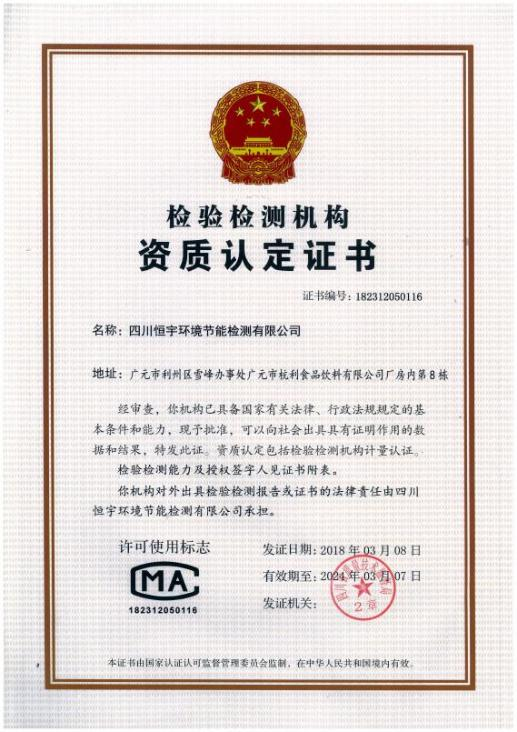 检验检测机构
资质认定证书
证书编号：182312050116
名称：四川恒宇环境节能检测有限公司
地址：广元市利州区雪峰办事处广元市杭利食品饮料有限公司厂房内第8栋
经审查，你机构已具备国家有关法律、行政法规规定的基
本条件和能力，现予批准，可以向社会出具具有证明作用的数
据和结果，特发此证。资质认定包括检验检测机构计量认证。
检验检测能力及授权签字人见证书附表。
你机构对外出具检验检测报告或证书的法律责任由四川
恒宇环境节能检测有限公司承担。
许可使用标志
MA
182312050116
发证日期：2018年03月08日
有效期至：2024年03月07日
发证机关：
2章
本证书由国家认证认可监督管理委员会监制，在中华人民共和国境内有效。